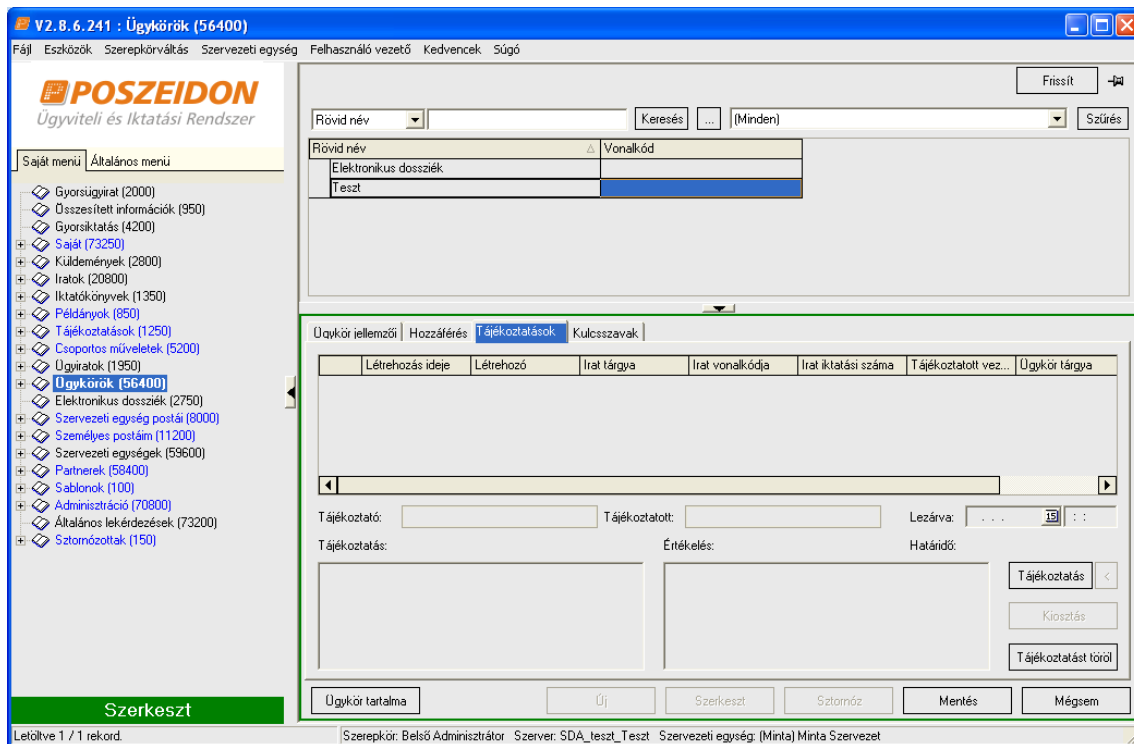 V2.8.6.241 : Ügykörök (56400)
Fájl Eszközök Szerepkörváltás Szervezeti egység Felhasználó vezető Kedvencek Súgó
POSZEIDON
Ügyviteli és Iktatási Rendszer
Saját menü Általános menü
Gyorsügyirat (2000)
Összesített információk (950)
Gyorsiktatás (4200)
Saját (73250)
Küldemények (2800)
Iratok (20800)
Iktatókönyvek (1350)
Példányok (850)
Tájékoztatások (1250)
Csoportos műveletek (5200)
Ügyiratok (1950)
Ügykörök (56400)
Elektronikus dossziék (2750)
Szervezeti egység postái (8000)
Személyes postáim (11200)
Szervezeti egységek (59600)
Partnerek (58400)
Sablonok (100)
Adminisztráció (70800)
Általános lekérdezések (73200)
Sztornózottak (150)
Szerkeszt
Frissít
Rövid név Keresés ... (Minden) Szűrés
Rövid név Vonalkód
Elektronikus dossziék
Teszt
Ügykör jellemzői Hozzáférés Tájékoztatások Kulcsszavak
Létrehozás ideje Létrehozó Irat tárgya Irat vonalkódja Irat iktatási száma Tájékoztatott vez... Ügykör tárgya
Tájékoztató: Tájékoztatott: Lezárva: . . . 15 : :
Tájékoztatás: Értékelés: Határidő:
Tájékoztatás <
Kiosztás
Tájékoztatást töröl
Ügykör tartalma Új Szerkeszt Sztornóz Mentés Mégsem
Letöltve 1 / 1 rekord. Szerepkör: Belső Adminisztrátor Szerver: SDA_teszt_Teszt Szervezeti egység: (Minta) Minta Szervezet